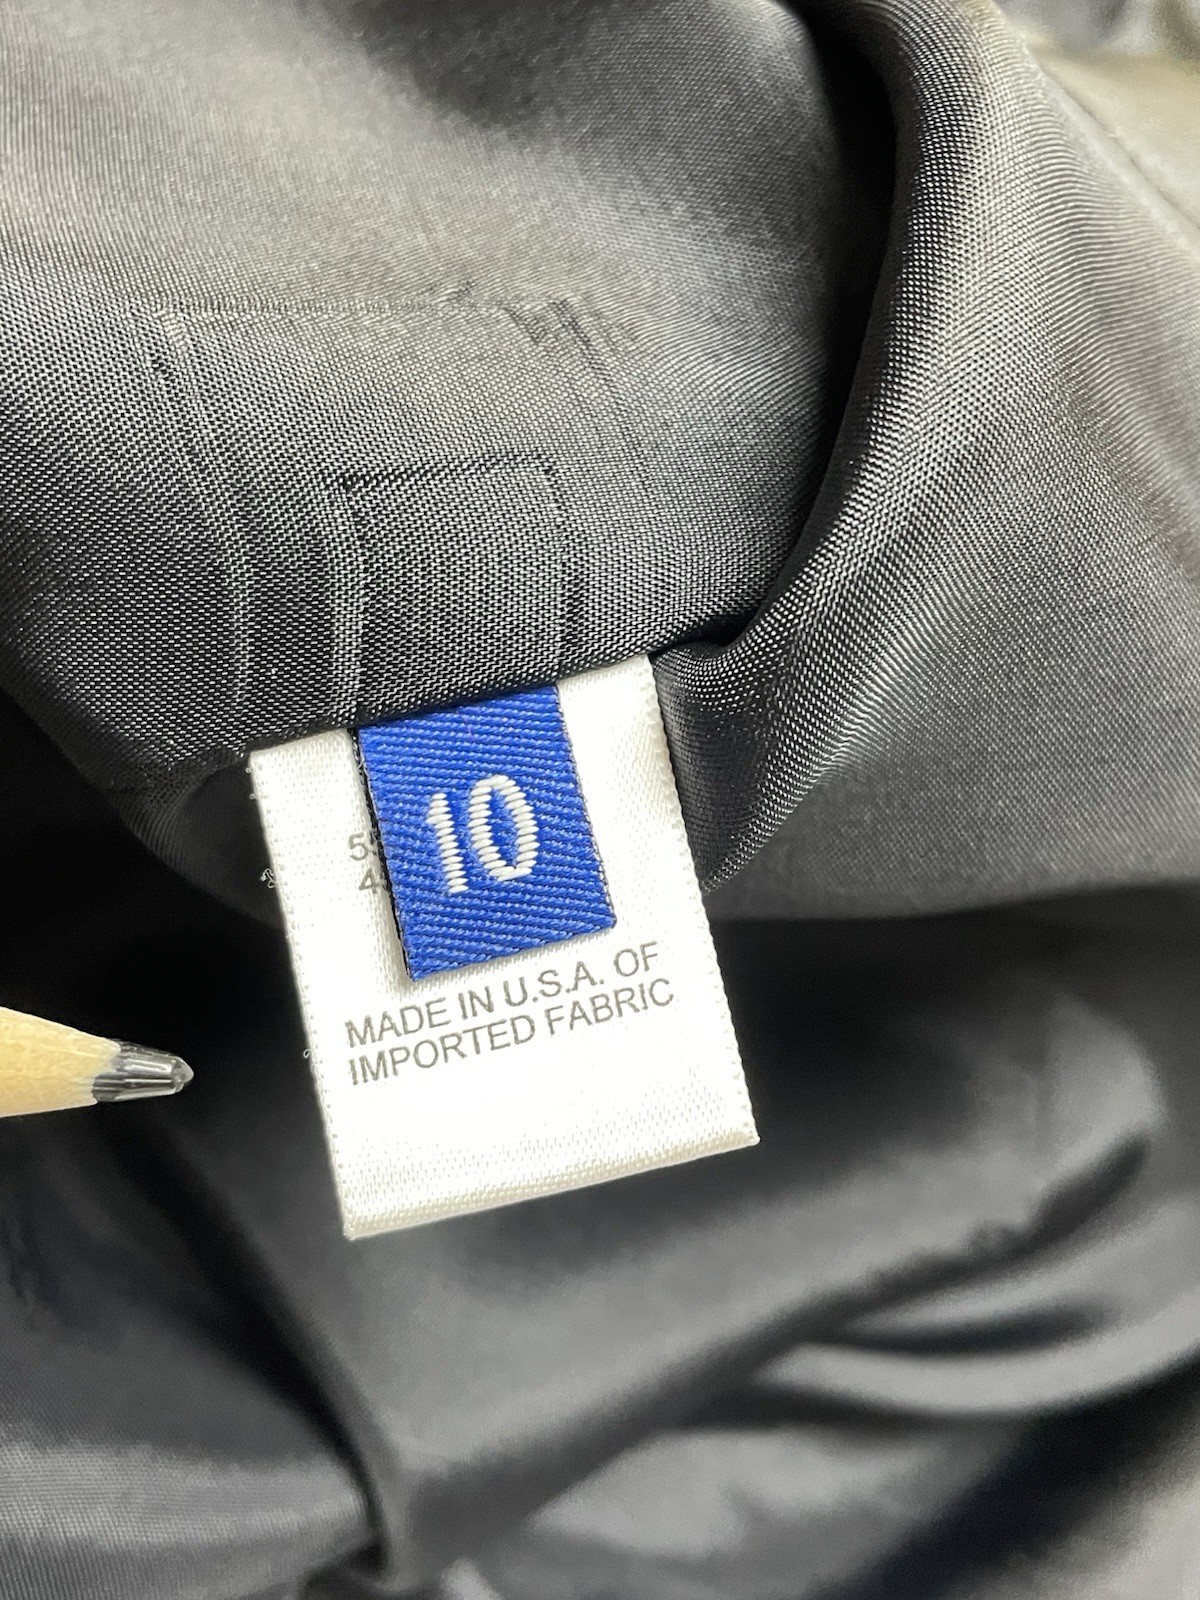 10
MADE IN U.S.A. OF
IMPORTED FABRIC